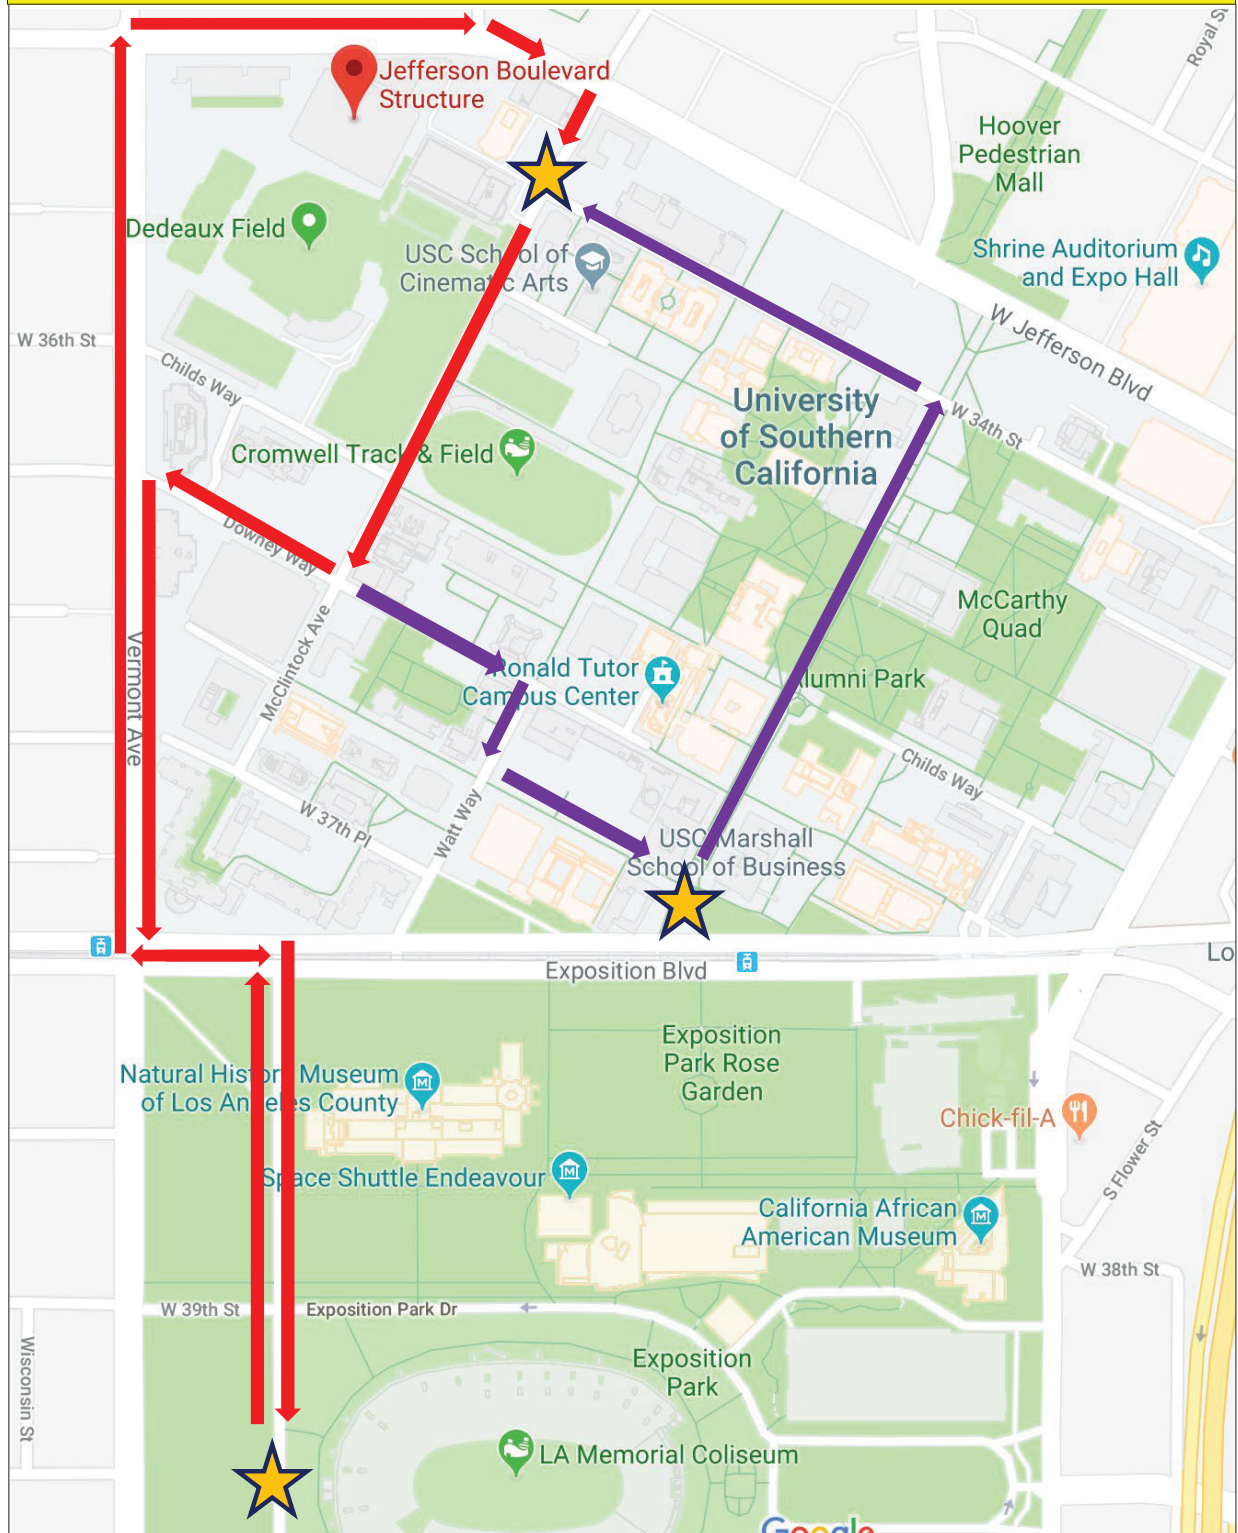 Royal S
Jefferson Boulevard
Structure
Hoover
Pedestrian
Mall
Dedeaux Field
USC School of
Cinematic Arts
Shrine Auditorium
and Expo Hall
W 36th St
W Jefferson Blvd
Childs Way
University
of Southern
California
W 34th St
Cromwell Track & Field
Downey Way
McCarthy
Quad
Vermont Ave
McClintock Ave
Ronald Tutor
Campus Center
Alumni Park
Childs Way
W 37th Pl
Watt Way
USC Marshall
School of Business
Lo
Exposition Blvd
Exposition
Park Rose
Garden
Natural History Museum
of Los Angeles County
Chick-fil-A
S Flower St
Space Shuttle Endeavour
California African
American Museum
W 38th St
W 39th St
Exposition Park Dr
Wisconsin St
Exposition
Park
LA Memorial Coliseum
Google